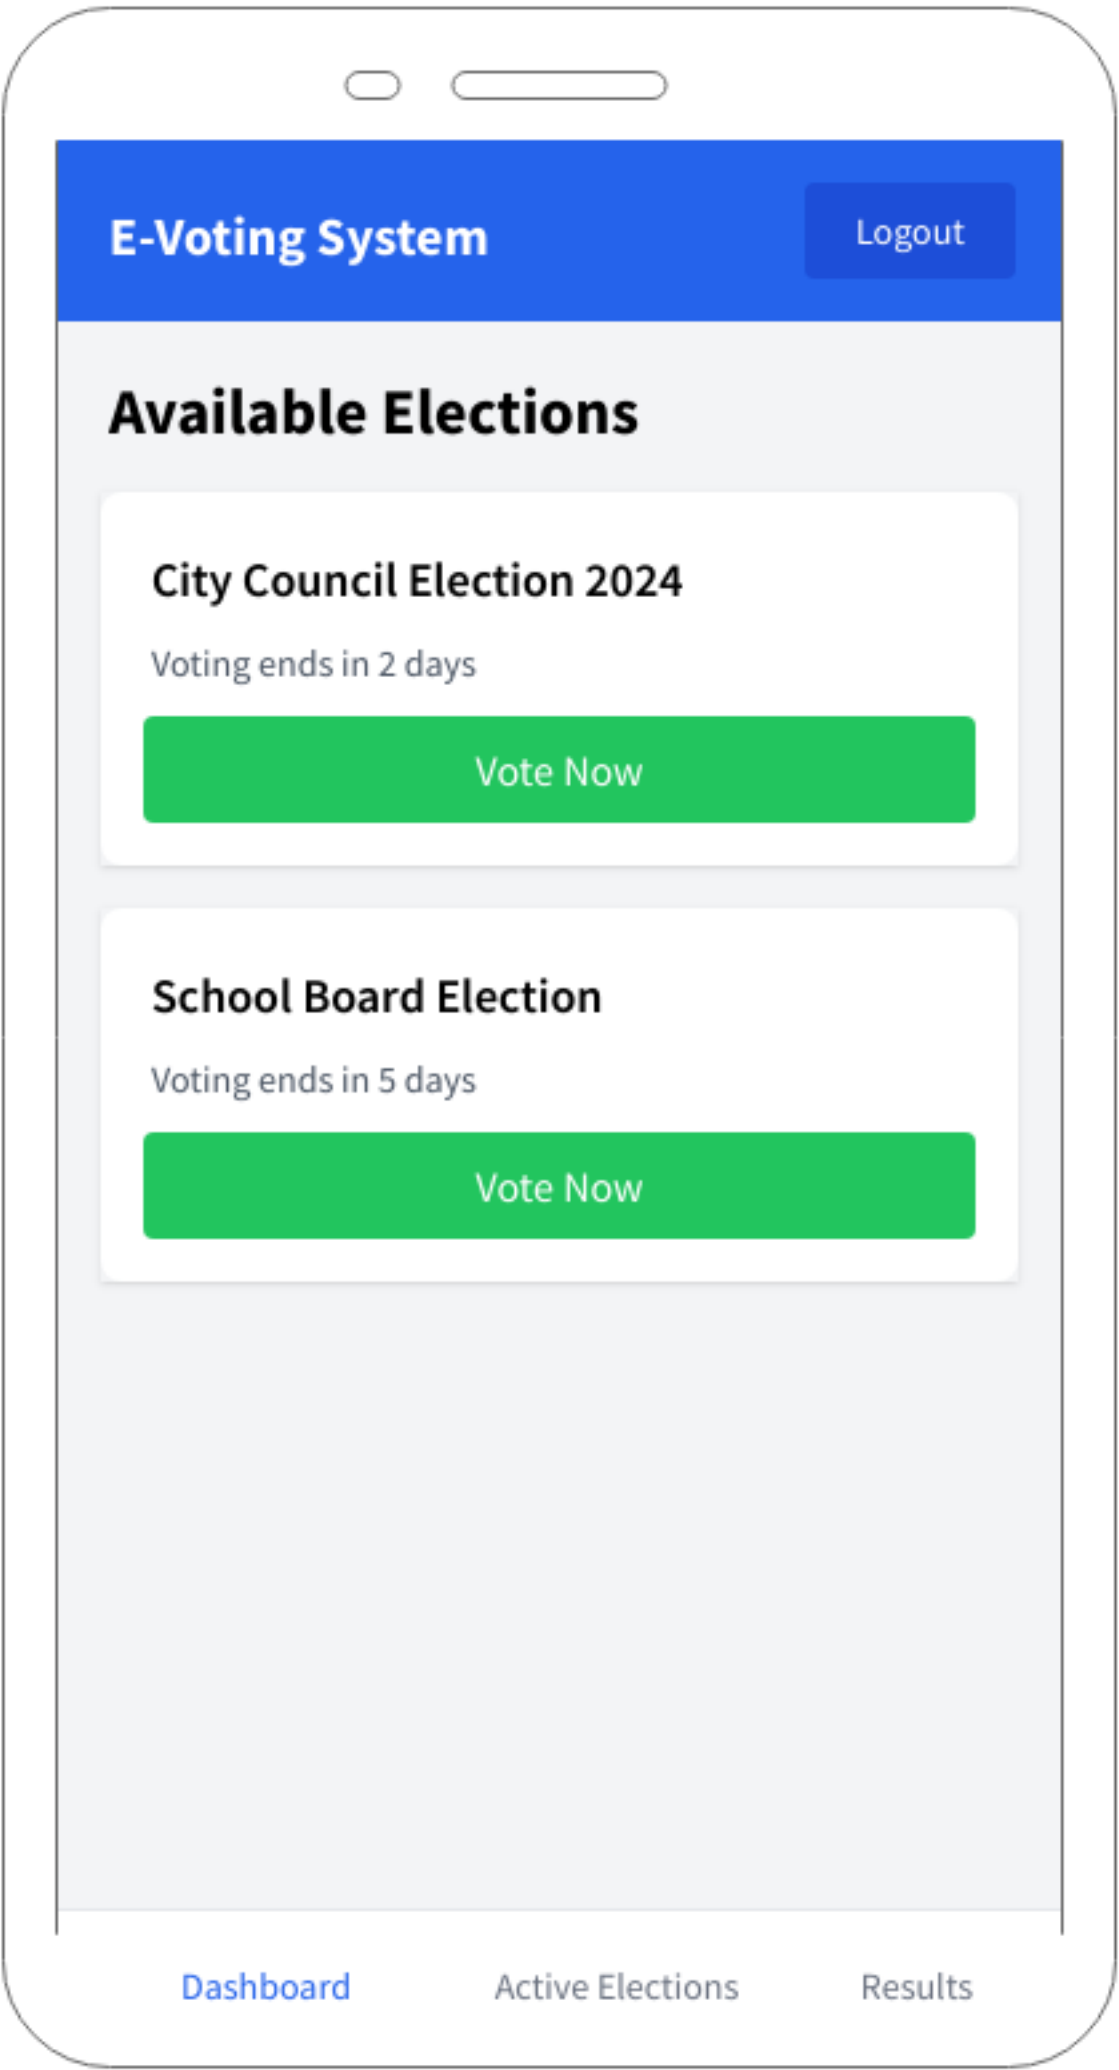 E-Voting System
Logout
Available Elections
City Council Election 2024
Voting ends in 2 days
Vote Now
School Board Election
Voting ends in 5 days
Vote Now
Dashboard
Active Elections
Results